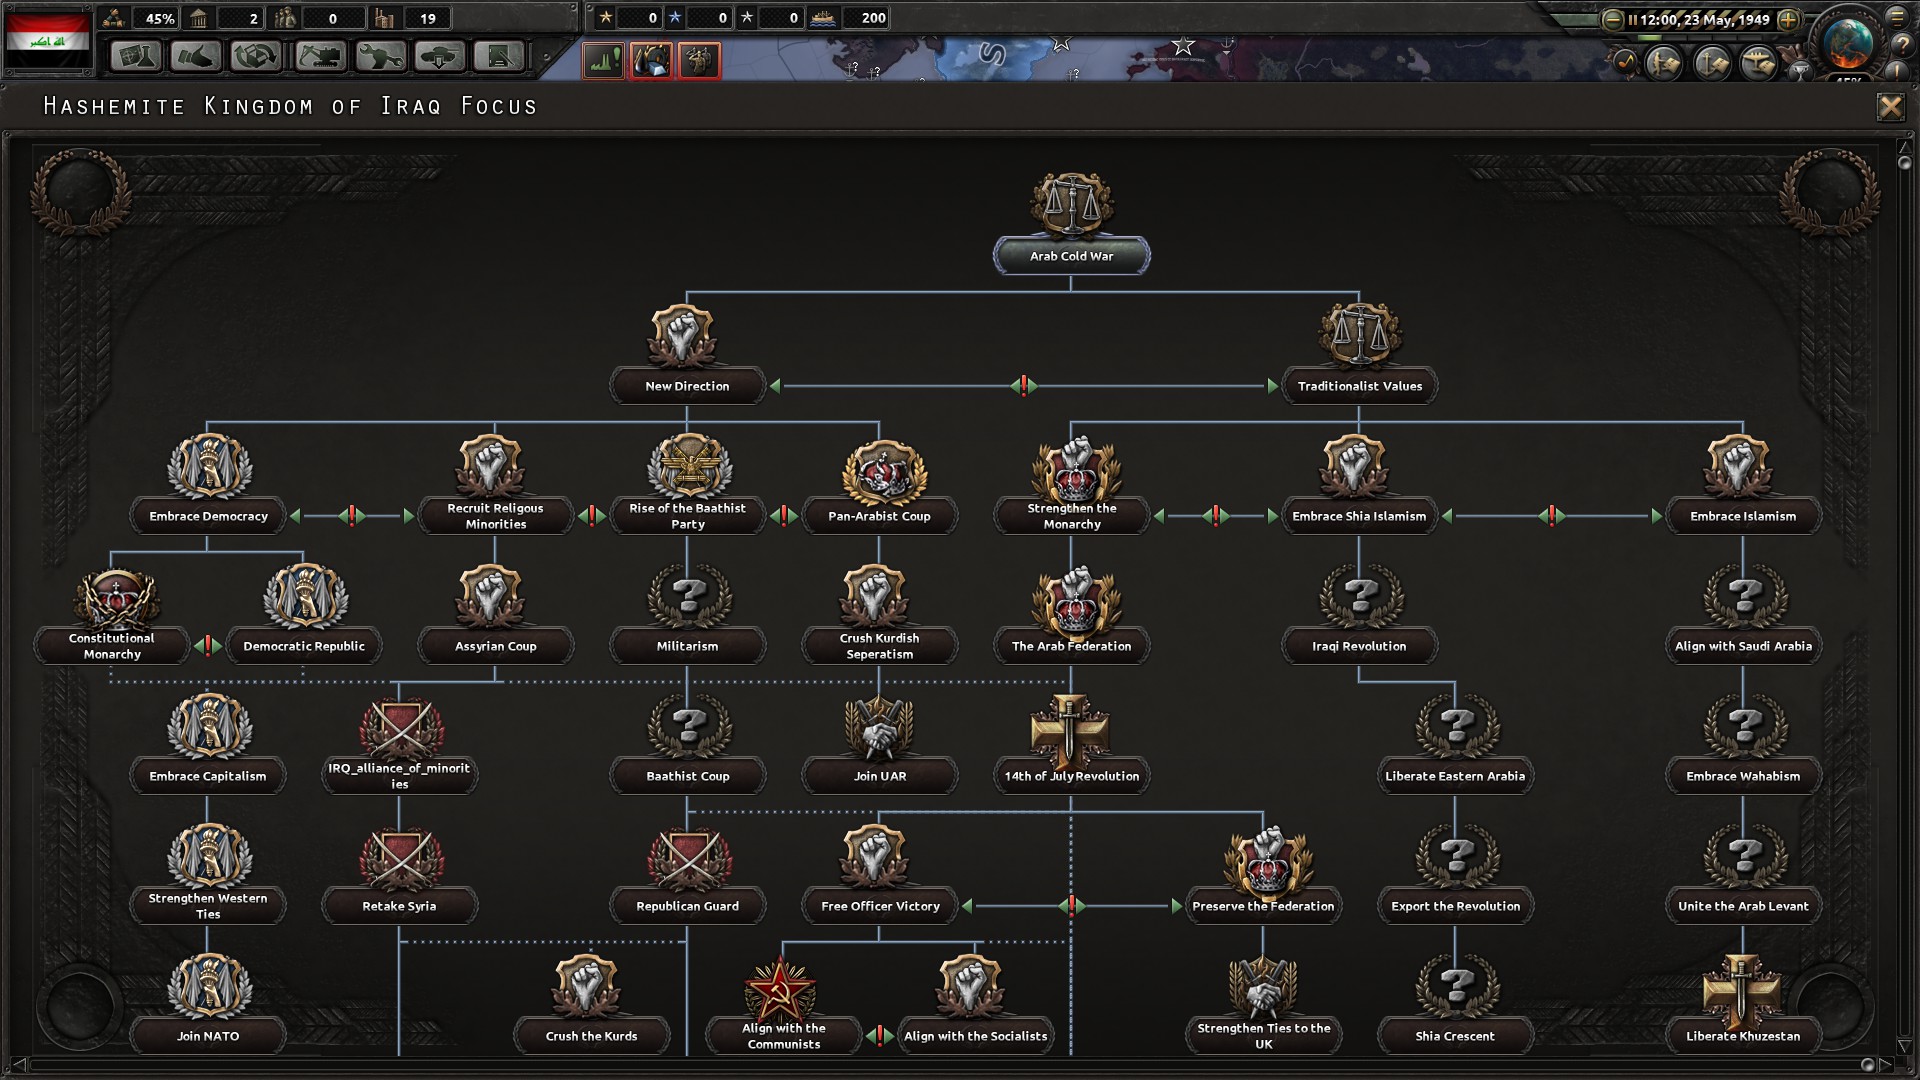 45%
2
0
19
0
0
0
200
12:00, 23 May, 1949
الله اكبر
Hashemite Kingdom of Iraq Focus
Arab Cold War
New Direction
Traditionalist Values
Embrace Democracy
Recruit Religous
Minorities
Rise of the Baathist
Party
Pan-Arabist Coup
Strengthen the
Monarchy
Embrace Shia Islamism
Embrace Islamism
Constitutional
Monarchy
Democratic Republic
Assyrian Coup
Militarism
Crush Kurdish
Seperatism
The Arab Federation
Iraqi Revolution
Align with Saudi Arabia
Embrace Capitalism
IRQ_alliance_of_minorit
ies
Baathist Coup
Join UAR
14th of July Revolution
Liberate Eastern Arabia
Embrace Wahabism
Strengthen Western
Ties
Retake Syria
Republican Guard
Free Officer Victory
Preserve the Federation
Export the Revolution
Unite the Arab Levant
Join NATO
Crush the Kurds
Align with the
Communists
Align with the Socialists
Strengthen Ties to the
UK
Shia Crescent
Liberate Khuzestan